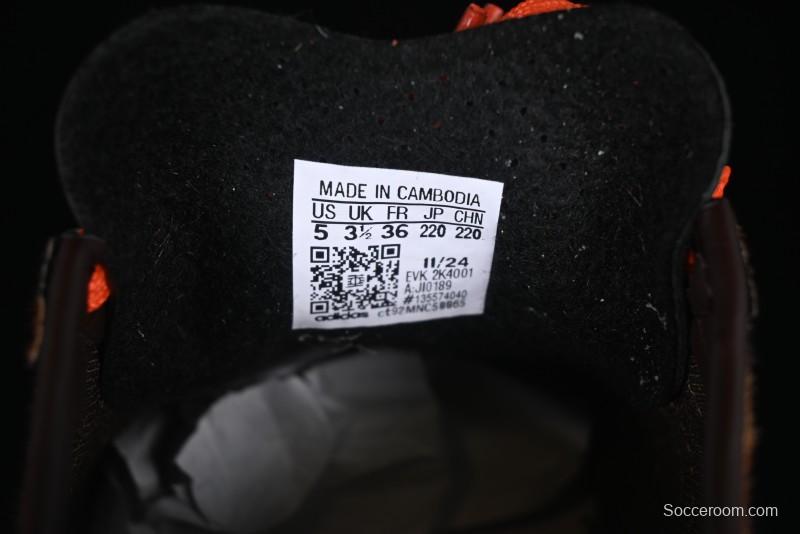 MADE IN CAMBODIA
US UK FR JP CHN
5 3½ 36 220 220
11/24
EVK 2K4001
A:JI0189
#135574040
adidas
Socceroom.com